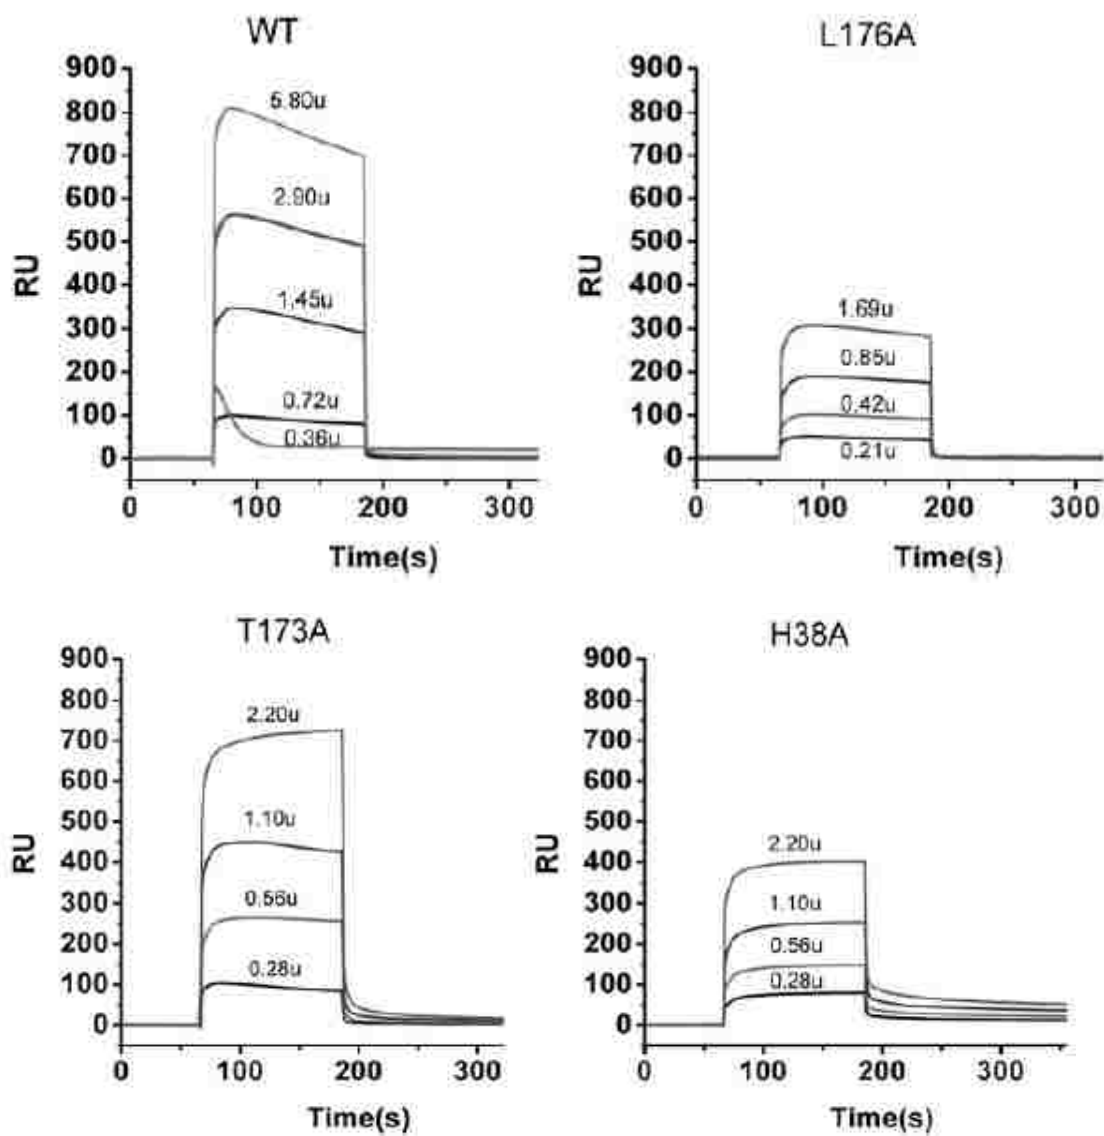 WT
900
800
700
600
500
400
300
200
100
0
RU
5.80u
2.90u
1.45u
0.72u
0.36u
0 100 200 300
Time(s)
L176A
900
800
700
600
500
400
300
200
100
0
RU
1.69u
0.85u
0.42u
0.21u
0 100 200 300
Time(s)
T173A
900
800
700
600
500
400
300
200
100
0
RU
2.20u
1.10u
0.56u
0.28u
0 100 200 300
Time(s)
H38A
900
800
700
600
500
400
300
200
100
0
RU
2.20u
1.10u
0.56u
0.28u
0 100 200 300
Time(s)